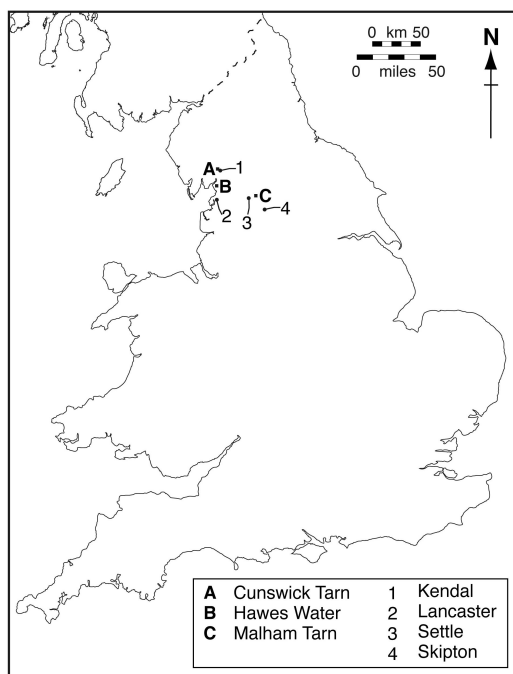 0 km 50
0 miles 50
N
A 1
B
C
2 3 4
A Cunswick Tarn 1 Kendal
B Hawes Water 2 Lancaster
C Malham Tarn 3 Settle
4 Skipton